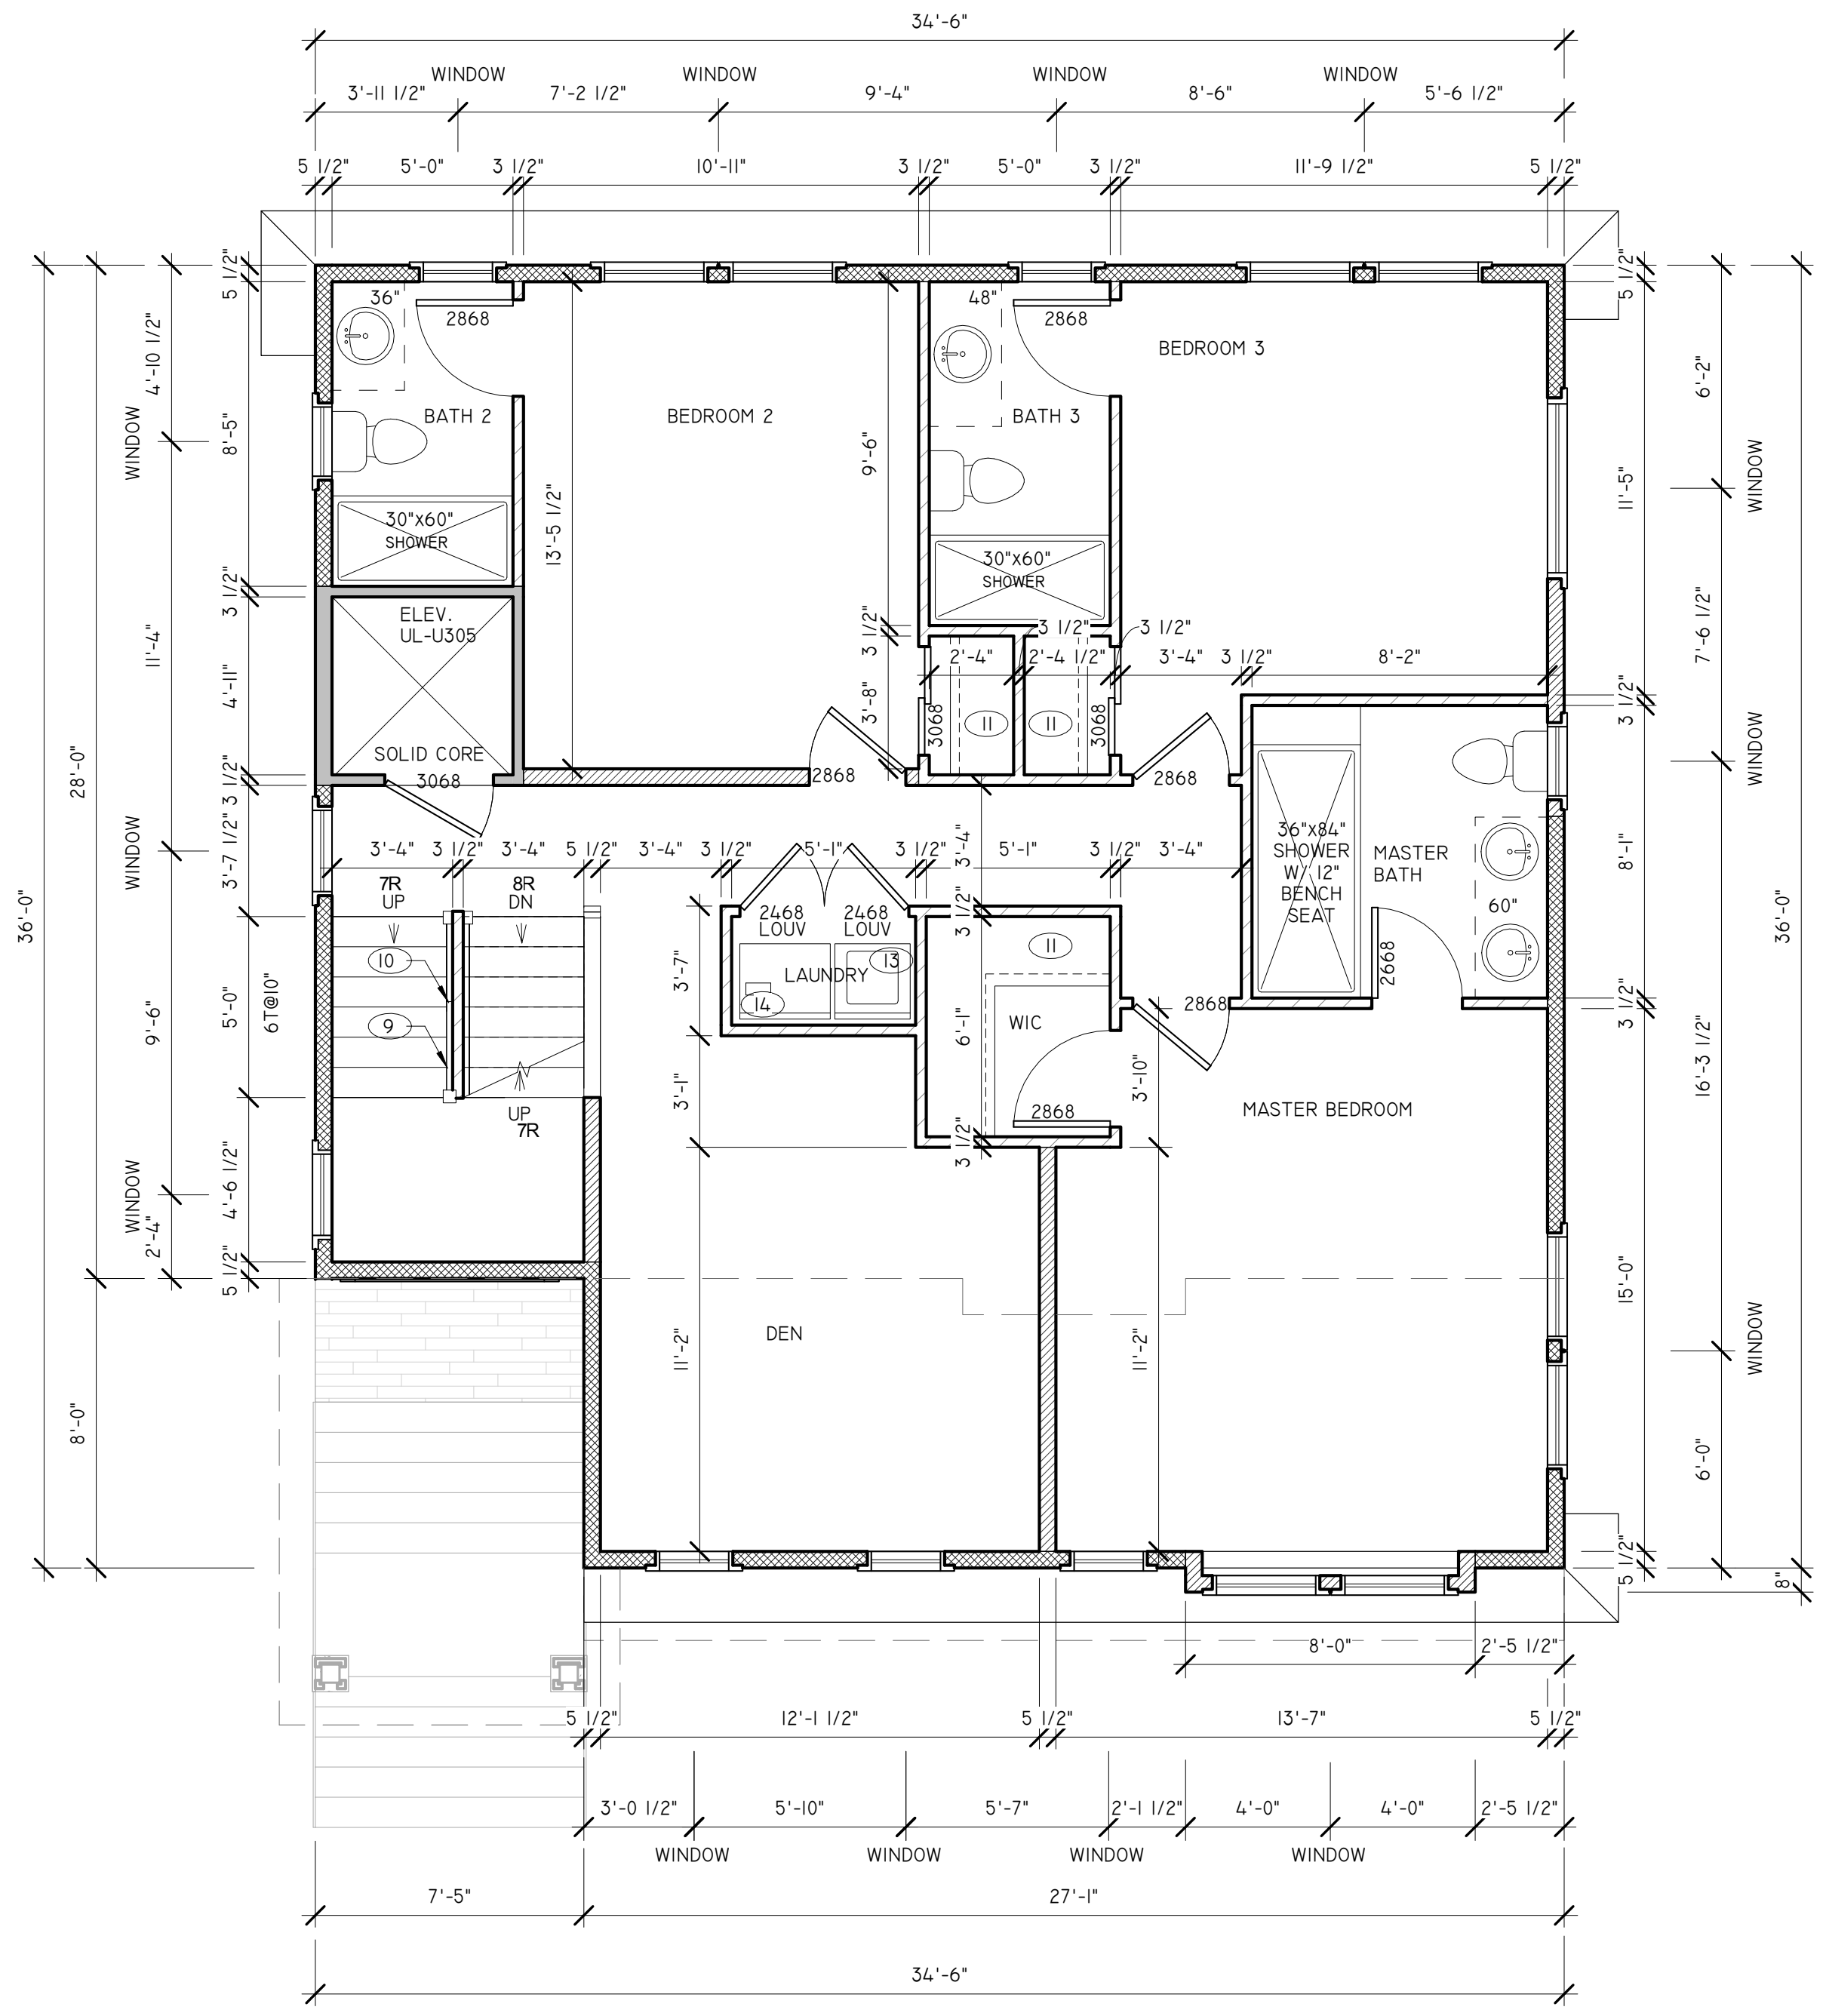 34'-6"
WINDOW WINDOW WINDOW WINDOW
3'-11 1/2" 7'-2 1/2" 9'-4" 8'-6" 5'-6 1/2"
5 1/2" 5'-0" 3 1/2" 10'-11" 3 1/2" 5'-0" 3 1/2" 11'-9 1/2" 5 1/2"
36'-0"
28'-0"
8'-0"
4'-10 1/2"
11'-4"
9'-6"
2'-4"
WINDOW
WINDOW
WINDOW
5 1/2"
8'-5"
3 1/2"
4'-11"
3 1/2"
3'-7 1/2"
5'-0"
6T@10"
4'-6 1/2"
5 1/2"
36"
2868
BATH 2
30"x60"
SHOWER
ELEV.
UL-U305
SOLID CORE
3068
BEDROOM 2
13'-5 1/2"
9'-6"
3 1/2"
3'-8"
2868
48"
2868
BATH 3
30"x60"
SHOWER
BEDROOM 3
3 1/2" 3 1/2"
2'-4" 2'-4 1/2" 3'-4" 3 1/2" 8'-2"
3068
11
11
3068
2868
3'-4" 3 1/2" 3'-4" 5 1/2" 3'-4" 3 1/2" 5'-1" 3 1/2" 5'-1" 3 1/2" 3'-4"
3'-4"
3 1/2"
6'-1"
3 1/2"
7R
UP
8R
DN
10
9
UP
7R
2468
LOUV
2468
LOUV
LAUNDRY
13
14
3'-7"
3'-1"
11'-2"
11
WIC
2868
2868
3'-10"
11'-2"
36"x84"
SHOWER
W/ 12"
BENCH
SEAT
MASTER
BATH
60"
2668
MASTER BEDROOM
DEN
5 1/2"
11'-5"
3 1/2"
8'-1"
3 1/2"
15'-0"
5 1/2"
6'-2"
7'-6 1/2"
16'-3 1/2"
6'-0"
WINDOW
WINDOW
WINDOW
36'-0"
8"
8'-0" 2'-5 1/2"
5 1/2" 12'-1 1/2" 5 1/2" 13'-7" 5 1/2"
3'-0 1/2" 5'-10" 5'-7" 2'-1 1/2" 4'-0" 4'-0" 2'-5 1/2"
WINDOW WINDOW WINDOW WINDOW
7'-5" 27'-1"
34'-6"